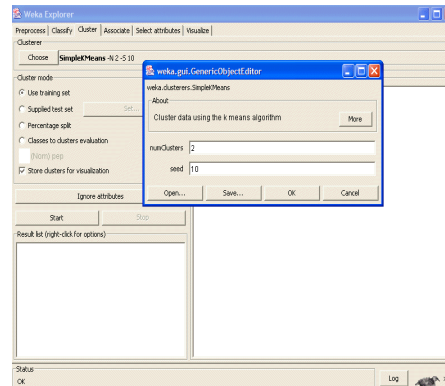 Weka Explorer
Preprocess Classify Cluster Associate Select attributes Visualize
Clusterer
Choose SimpleKMeans -N 2 -S 10
Cluster mode
Use training set
Supplied test set Set...
Percentage split
Classes to clusters evaluation
(Nom) pep
Store clusters for visualization
Ignore attributes
Start Stop
Result list (right-click for options)
weka.gui.GenericObjectEditor
weka.clusterers.SimpleKMeans
About
Cluster data using the k means algorithm
More
numClusters 2
seed 10
Open... Save... OK Cancel
Status
OK
Log